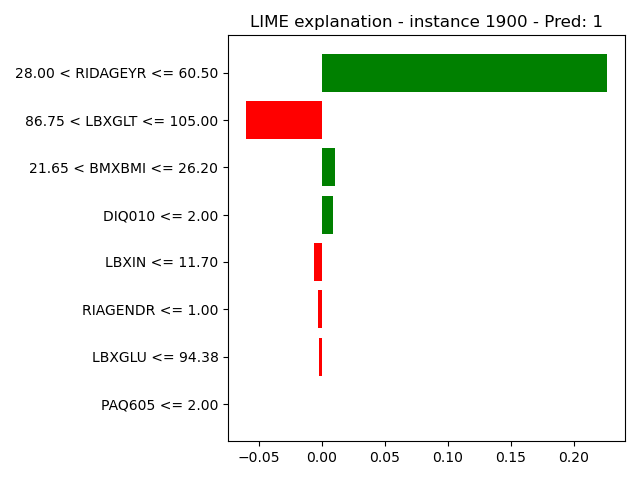 LIME explanation - instance 1900 - Pred: 1
28.00 < RIDAGEYR <= 60.50
86.75 < LBXGLT <= 105.00
21.65 < BMXBMI <= 26.20
DIQ010 <= 2.00
LBXIN <= 11.70
RIAGENDR <= 1.00
LBXGLU <= 94.38
PAQ605 <= 2.00
−0.05 0.00 0.05 0.10 0.15 0.20